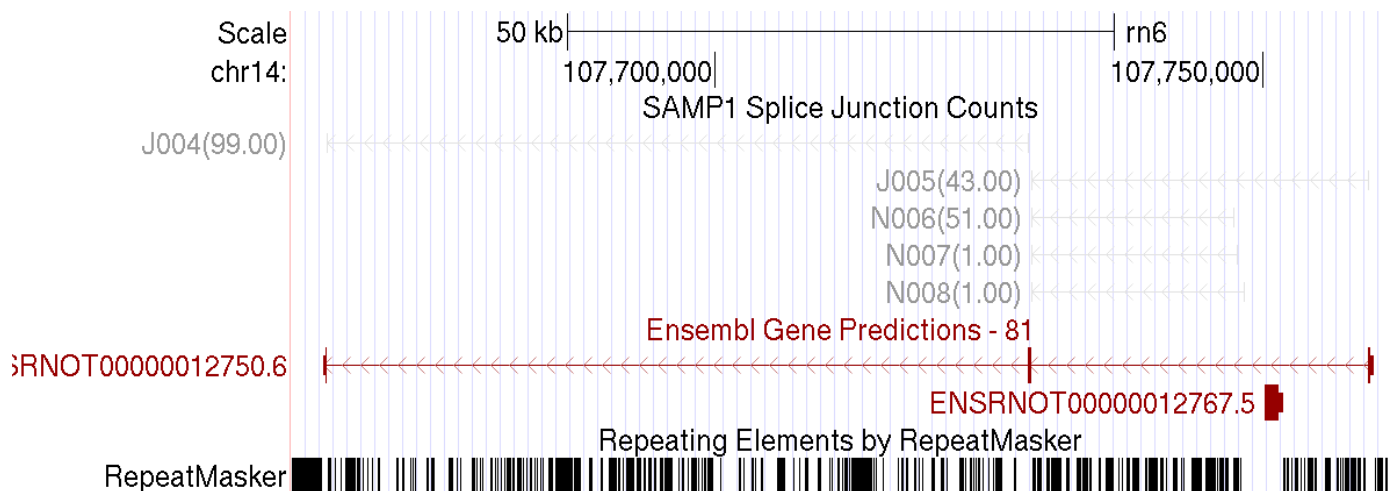 Scale 50 kb rn6
chr14: 107,700,000 107,750,000
SAMP1 Splice Junction Counts
J004(99.00)
J005(43.00)
N006(51.00)
N007(1.00)
N008(1.00)
Ensembl Gene Predictions - 81
SRNOT00000012750.6
ENSRNOT00000012767.5
Repeating Elements by RepeatMasker
RepeatMasker